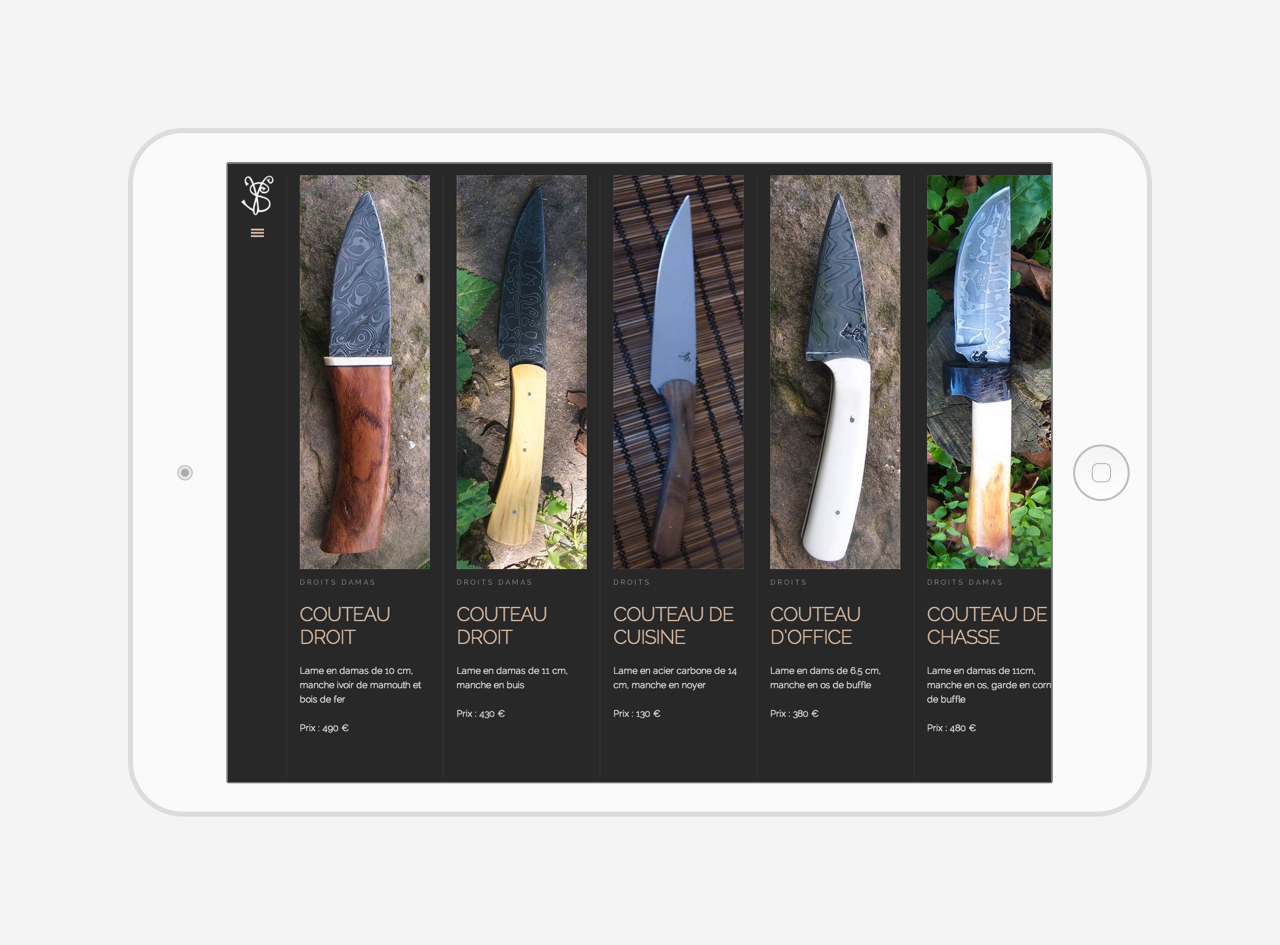 DROITS DAMAS
COUTEAU
DROIT
Lame en damas de 10 cm,
manche ivoir de mamouth et
bois de fer
Prix : 490 €
DROITS DAMAS
COUTEAU
DROIT
Lame en damas de 11 cm,
manche en buis
Prix : 430 €
DROITS
COUTEAU DE
CUISINE
Lame en acier carbone de 14
cm, manche en noyer
Prix : 130 €
DROITS
COUTEAU
D'OFFICE
Lame en dams de 6.5 cm,
manche en os de buffle
Prix : 380 €
DROITS DAMAS
COUTEAU DE
CHASSE
Lame en damas de 11cm,
manche en os, garde en corn
de buffle
Prix : 480 €